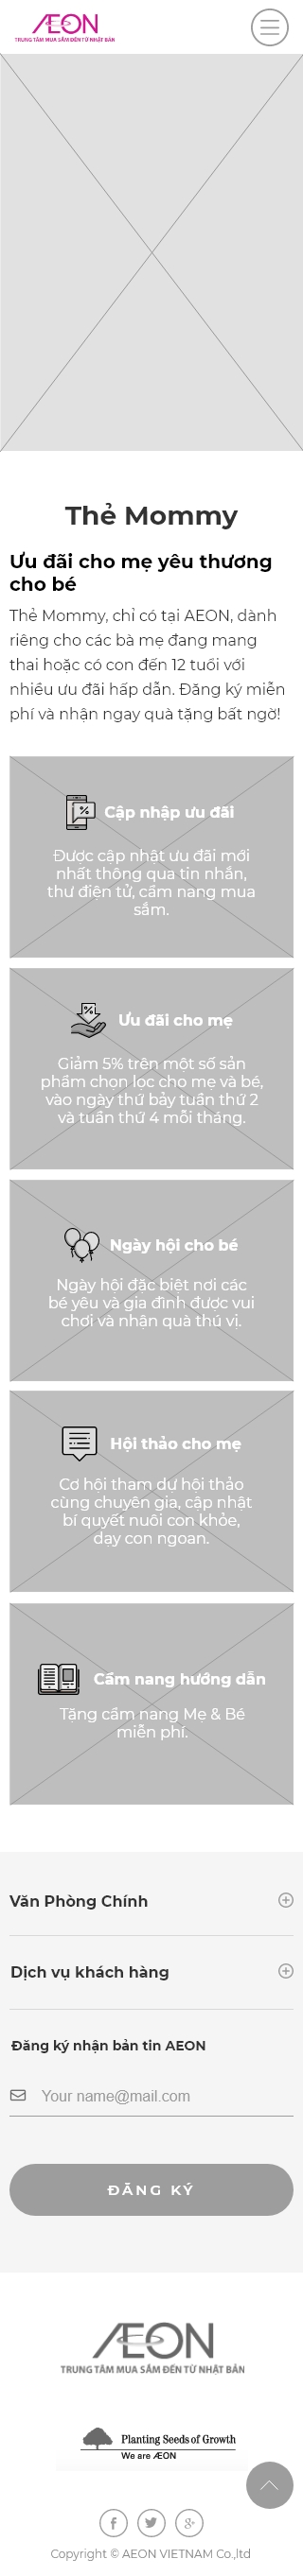 ÆON
TRUNG TÂM MUA SẮM ĐẾN TỪ NHẬT BẢN
Thẻ Mommy
Ưu đãi cho mẹ yêu thương
cho bé
Thẻ Mommy, chỉ có tại AEON, dành
riêng cho các bà mẹ đang mang
thai hoặc có con đến 12 tuổi với
nhiều ưu đãi hấp dẫn. Đăng ký miễn
phí và nhận ngay quà tặng bất ngờ!
Cập nhập ưu đãi
Được cập nhật ưu đãi mới
nhất thông qua tin nhắn,
thư điện tử, cẩm nang mua
sắm.
Ưu đãi cho mẹ
Giảm 5% trên một số sản
phẩm chọn lọc cho mẹ và bé,
vào ngày thứ bảy tuần thứ 2
và tuần thứ 4 mỗi tháng.
Ngày hội cho bé
Ngày hội đặc biệt nơi các
bé yêu và gia đình được vui
chơi và nhận quà thú vị.
Hội thảo cho mẹ
Cơ hội tham dự hội thảo
cùng chuyên gia, cập nhật
bí quyết nuôi con khỏe,
dạy con ngoan.
Cẩm nang hướng dẫn
Tặng cẩm nang Mẹ & Bé
miễn phí.
Văn Phòng Chính
Dịch vụ khách hàng
Đăng ký nhận bản tin AEON
Your name@mail.com
ĐĂNG KÝ
ÆON
TRUNG TÂM MUA SẮM ĐẾN TỪ NHẬT BẢN
Planting Seeds of Growth
We are ÆON
Copyright © AEON VIETNAM Co.,ltd